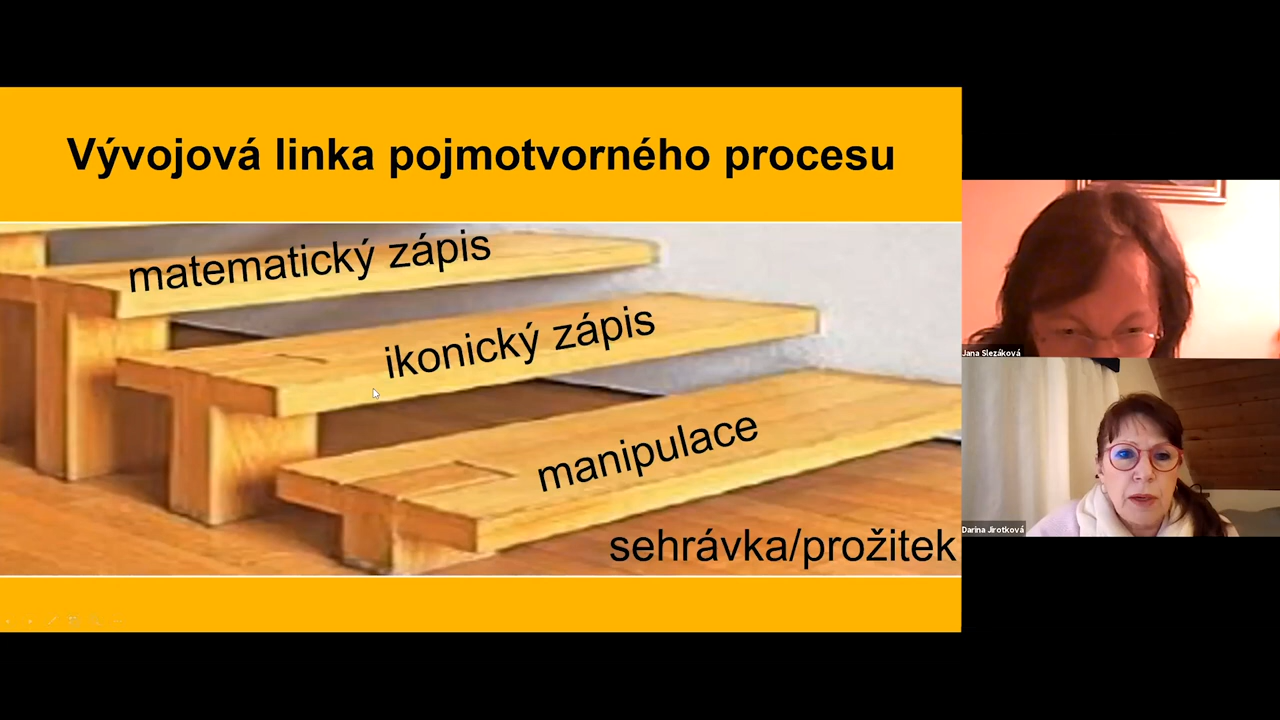 Vývojová linka pojmotvorného procesu
matematický zápis
ikonický zápis
manipulace
sehrávka/prožitek
Jana Slezáková
Darina Jirotková